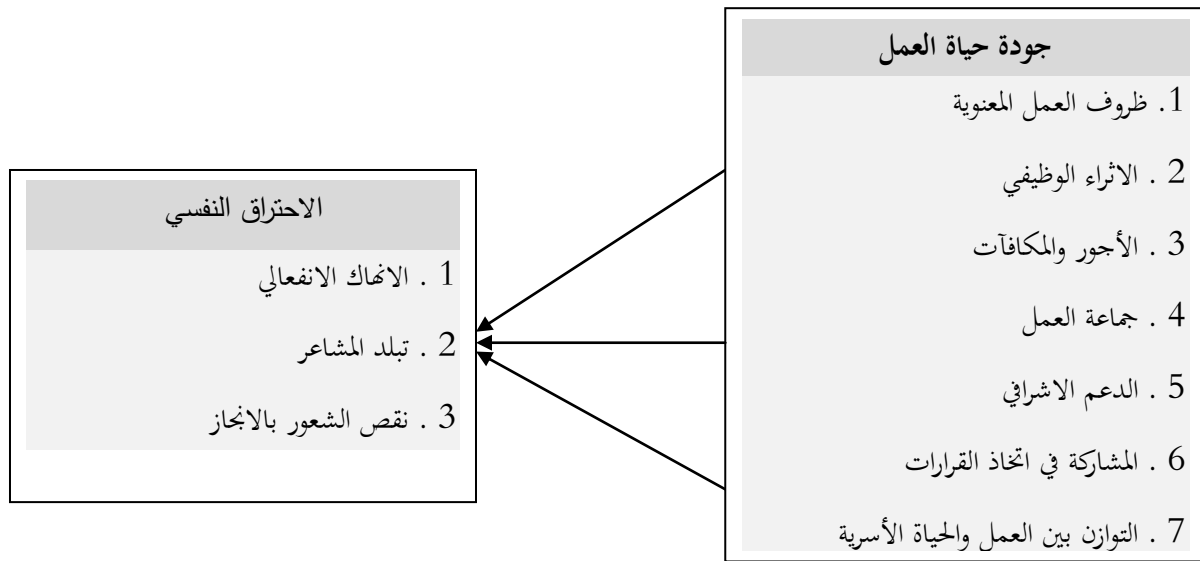 جودة حياة العمل
1. ظروف العمل المعنوية
2 . الاثراء الوظيفي
3 . الأجور والمكافآت
4 . جماعة العمل
5 . الدعم الاشرافي
6 . المشاركة في اتخاذ القرارات
7 . التوازن بين العمل والحياة الأسرية
الاحتراق النفسي
1 . الانهاك الانفعالي
2 . تبلد المشاعر
3 . نقص الشعور بالانجاز